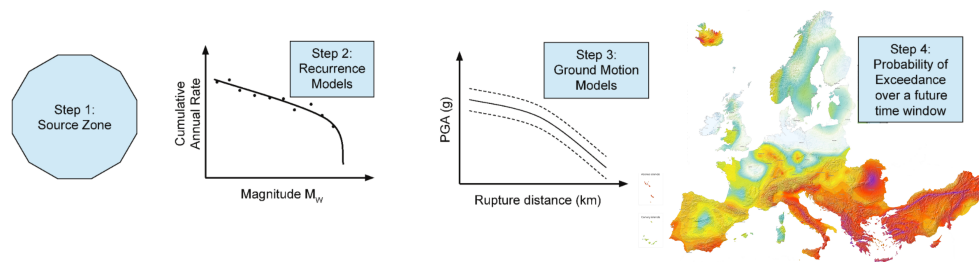 Step 1:
Source Zone
Cumulative
Annual Rate
Step 2:
Recurrence
Models
Magnitude M_W
PGA (g)
Step 3:
Ground Motion
Models
Rupture distance (km)
Step 4:
Probability of
Exceedance
over a future
time window